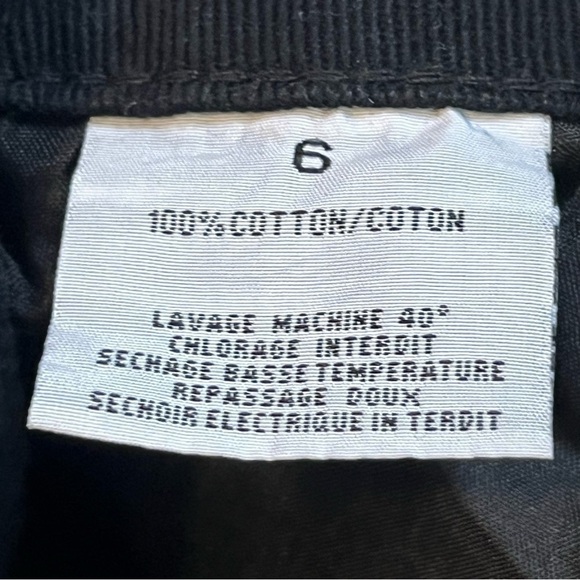 6
100%COTTON/COTON
LAVAGE MACHINE 40°
CHLORAGE INTERDIT
SECHAGE BASSE TEMPERATURE
REPASSAGE DOUX
SECHOIR ELECTRIQUE IN TERDIT